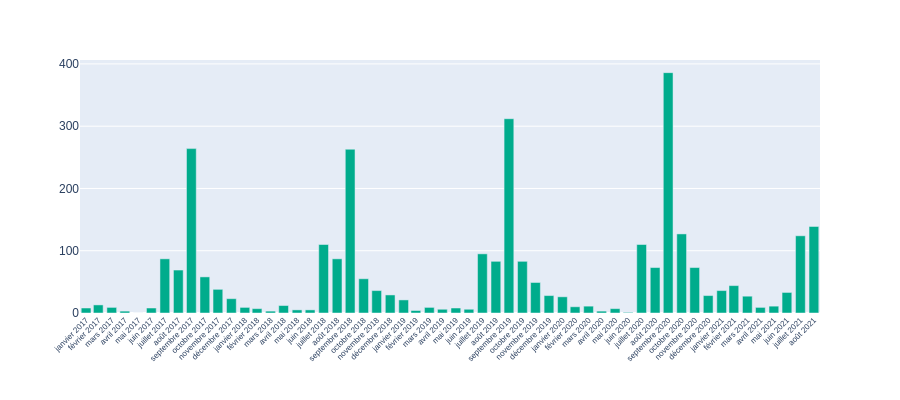 400
300
200
100
0
janvier 2017
février 2017
mars 2017
avril 2017
mai 2017
juin 2017
juillet 2017
août 2017
septembre 2017
octobre 2017
novembre 2017
décembre 2017
janvier 2018
février 2018
mars 2018
avril 2018
mai 2018
juin 2018
juillet 2018
août 2018
septembre 2018
octobre 2018
novembre 2018
décembre 2018
janvier 2019
février 2019
mars 2019
avril 2019
mai 2019
juin 2019
juillet 2019
août 2019
septembre 2019
octobre 2019
novembre 2019
décembre 2019
janvier 2020
février 2020
mars 2020
avril 2020
mai 2020
juin 2020
juillet 2020
août 2020
septembre 2020
octobre 2020
novembre 2020
décembre 2020
janvier 2021
février 2021
mars 2021
avril 2021
mai 2021
juin 2021
juillet 2021
août 2021